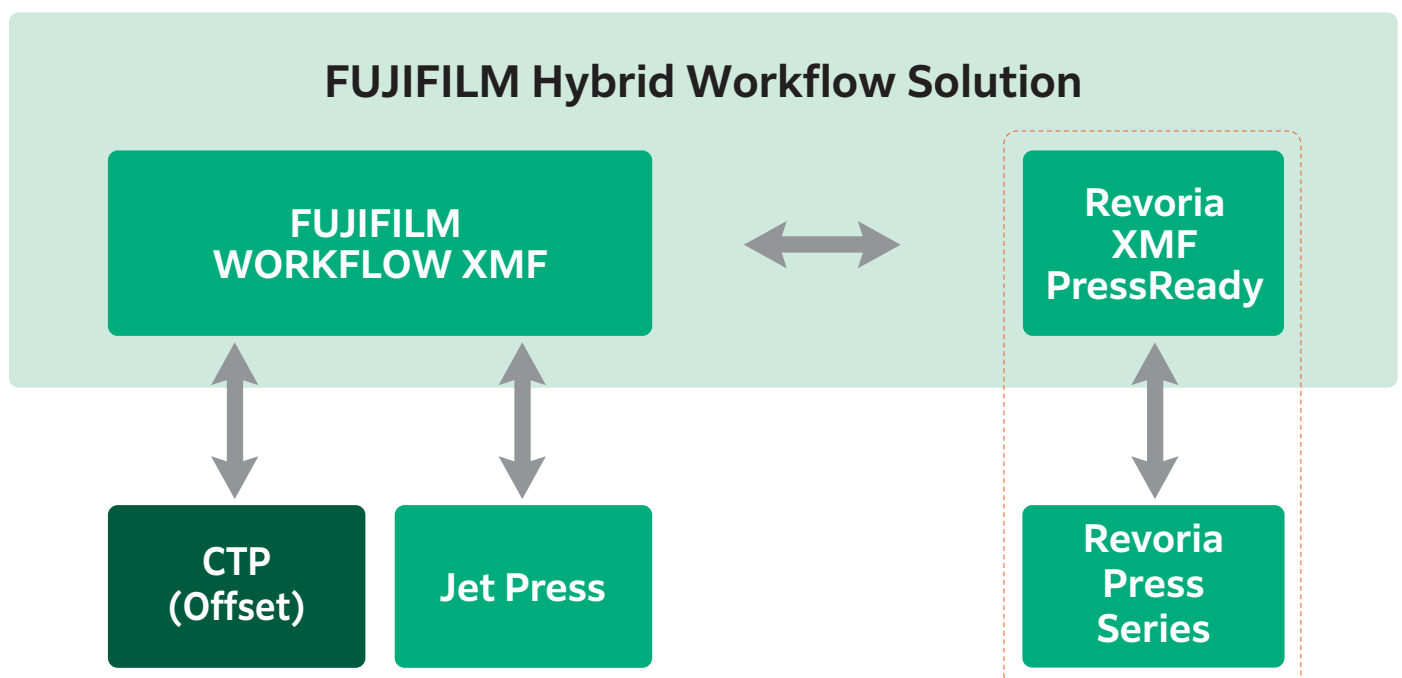 FUJIFILM Hybrid Workflow Solution
FUJIFILM
WORKFLOW XMF
Revoria
XMF
PressReady
CTP
(Offset)
Jet Press
Revoria
Press
Series